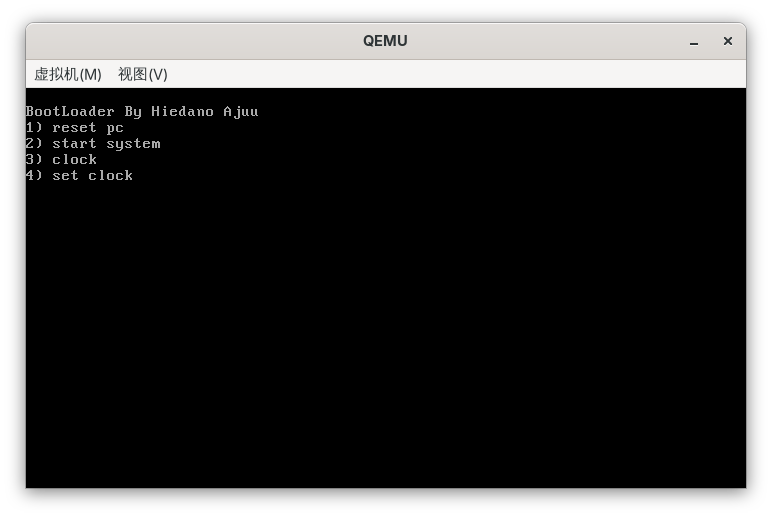 QEMU
虚拟机(M) 视图(V)
BootLoader By Hiedano Ajuu
1) reset pc
2) start system
3) clock
4) set clock